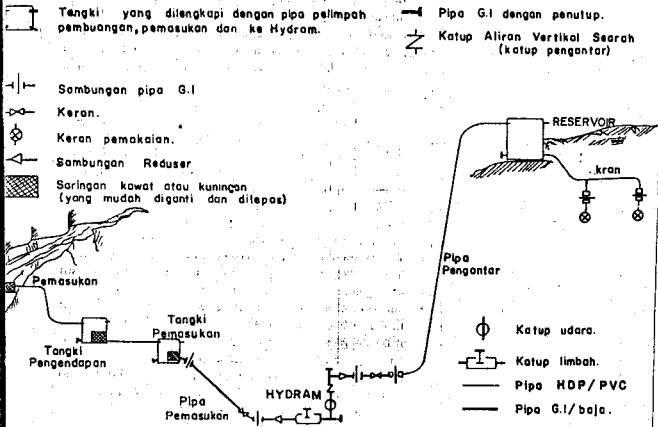 Tangki yang dilengkapi dengan pipa pelimpah
pembuangan, pemasukan dan ke Hydram.
Pipa G.I dengan penutup.
Katup Aliran Vertikal Searah
(katup pengantar)
Sambungan pipa G.I
Keran.
Keran pemakaian.
Sambungan Reduser
Saringan kawat atau kuningan
(yang mudah diganti dan dilepas)
RESERVOIR
kran
Pemasukan
Pipa
Pengantar
Tangki
Pengendapan
Tangki
Pemasukan
Pipa
Pemasukan
HYDRAM
Katup udara.
Katup limbah.
Pipa HDP/PVC
Pipa G.I/baja.